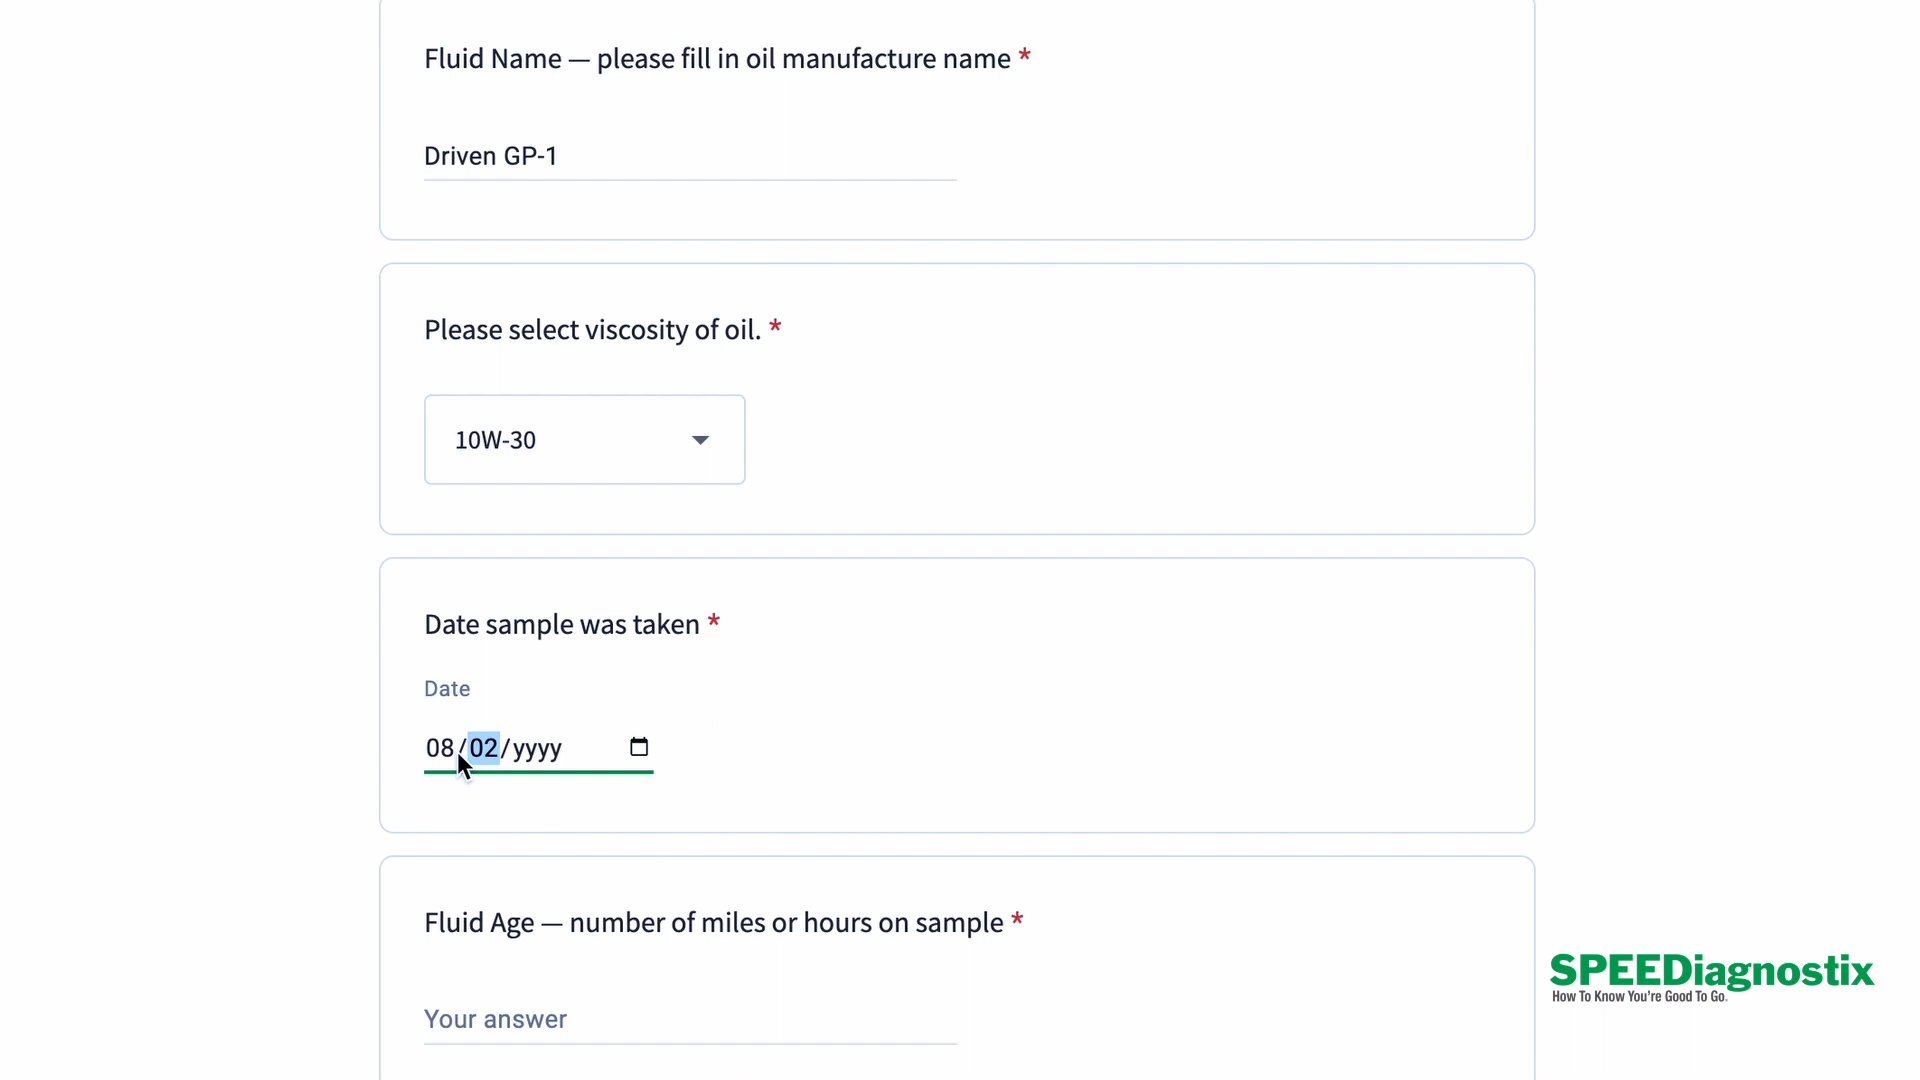 Fluid Name — please fill in oil manufacture name *
Driven GP-1
Please select viscosity of oil. *
10W-30
Date sample was taken *
Date
08/02/yyyy
Fluid Age — number of miles or hours on sample *
Your answer
SPEEDiagnostix
How To Know You're Good To Go.